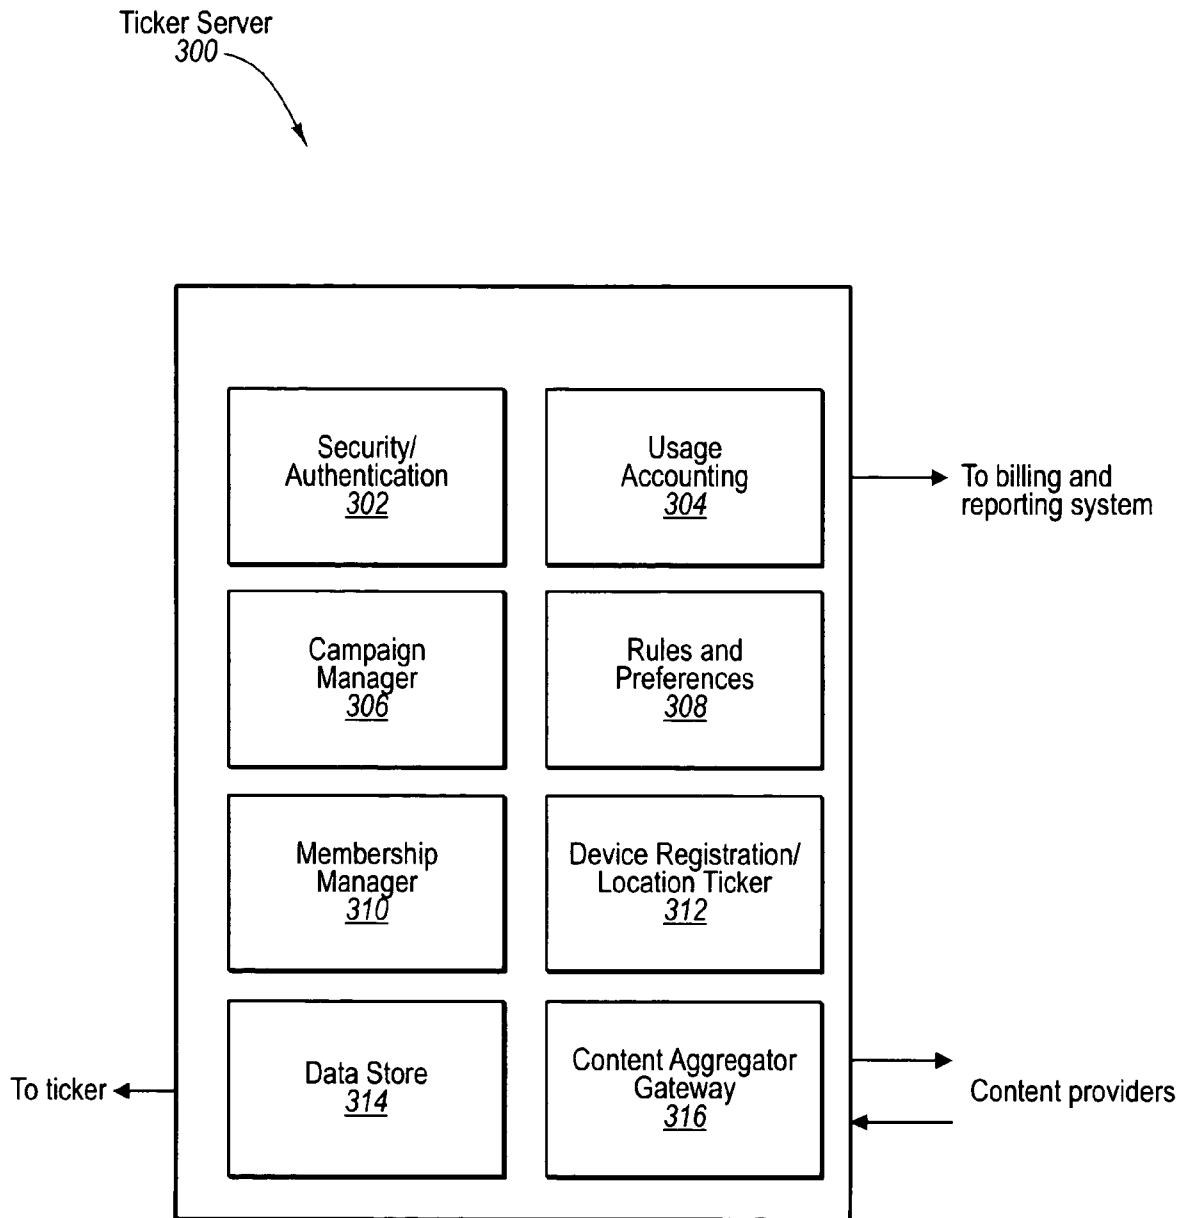 Ticker Server
300
Security/
Authentication
302
Usage
Accounting
304
To billing and
reporting system
Campaign
Manager
306
Rules and
Preferences
308
Membership
Manager
310
Device Registration/
Location Ticker
312
To ticker
Data Store
314
Content Aggregator
Gateway
316
Content providers